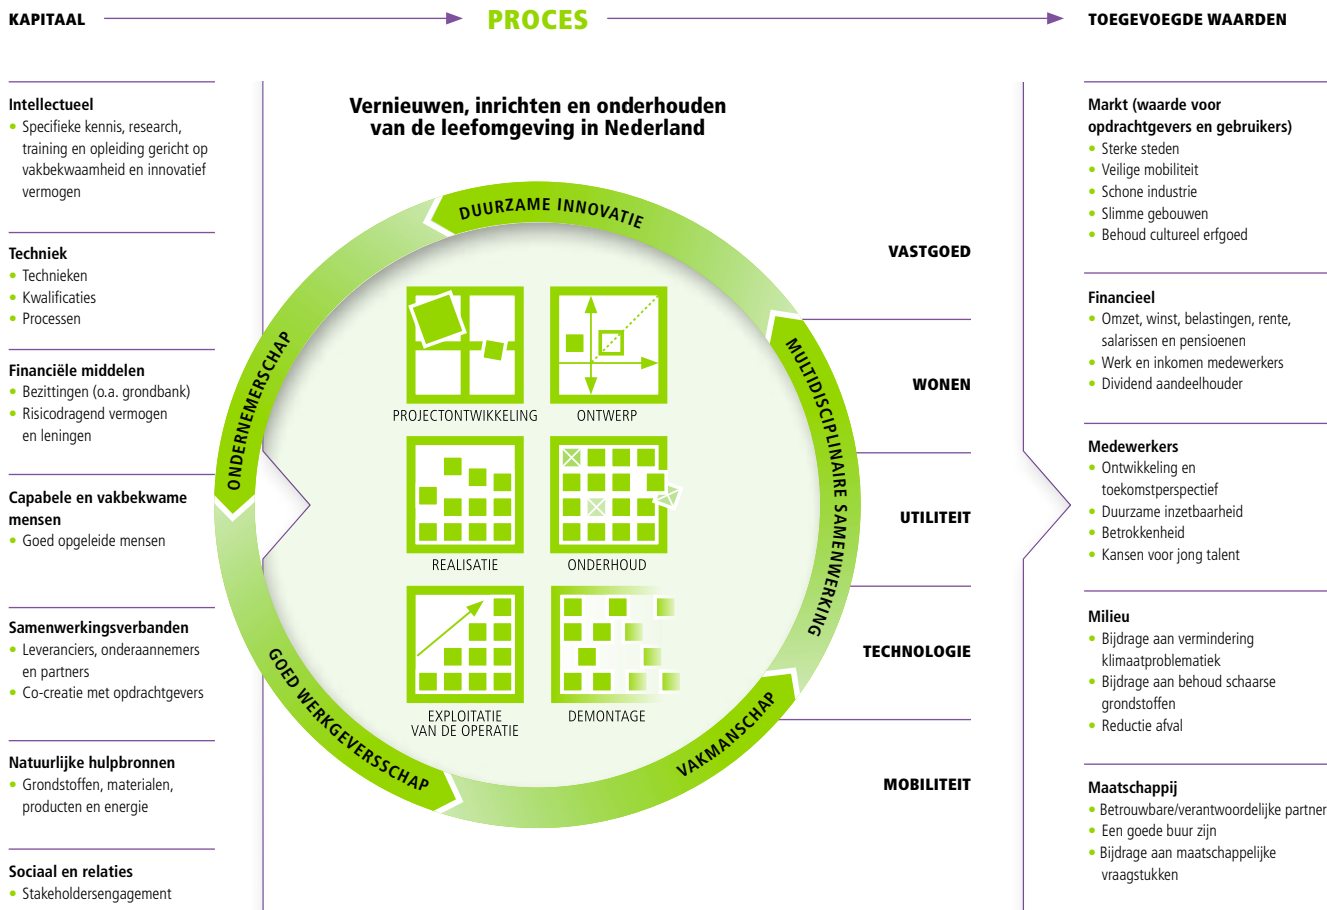 KAPITAAL
PROCES
TOEGEVOEGDE WAARDEN
Intellectueel
• Specifieke kennis, research,
training en opleiding gericht op
vakbekwaamheid en innovatief
vermogen
Techniek
• Technieken
• Kwalificaties
• Processen
Financiële middelen
• Bezittingen (o.a. grondbank)
• Risicodragend vermogen
en leningen
Capabele en vakbekwame
mensen
• Goed opgeleide mensen
Samenwerkingsverbanden
• Leveranciers, onderaannemers
en partners
• Co-creatie met opdrachtgevers
Natuurlijke hulpbronnen
• Grondstoffen, materialen,
producten en energie
Sociaal en relaties
• Stakeholdersengagement
Vernieuwen, inrichten en onderhouden
van de leefomgeving in Nederland
DUURZAME INNOVATIE
ONDERNEMERSCHAP
GOED WERKGEVERSSCHAP
VAKMANSCHAP
MULTIDISCIPLINAIRE SAMENWERKING
PROJECTONTWIKKELING
ONTWERP
REALISATIE
ONDERHOUD
EXPLOITATIE
VAN DE OPERATIE
DEMONTAGE
VASTGOED
WONEN
UTILITEIT
TECHNOLOGIE
MOBILITEIT
Markt (waarde voor
opdrachtgevers en gebruikers)
• Sterke steden
• Veilige mobiliteit
• Schone industrie
• Slimme gebouwen
• Behoud cultureel erfgoed
Financieel
• Omzet, winst, belastingen, rente,
salarissen en pensioenen
• Werk en inkomen medewerkers
• Dividend aandeelhouder
Medewerkers
• Ontwikkeling en
toekomstperspectief
• Duurzame inzetbaarheid
• Betrokkenheid
• Kansen voor jong talent
Milieu
• Bijdrage aan vermindering
klimaatproblematiek
• Bijdrage aan behoud schaarse
grondstoffen
• Reductie afval
Maatschappij
• Betrouwbare/verantwoordelijke partner
• Een goede buur zijn
• Bijdrage aan maatschappelijke
vraagstukken